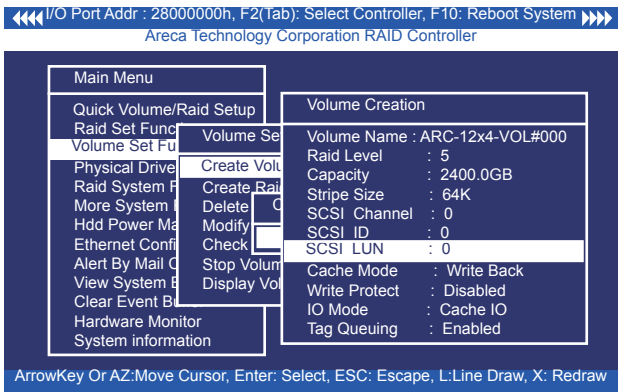 I/O Port Addr : 28000000h, F2(Tab): Select Controller, F10: Reboot System
Areca Technology Corporation RAID Controller
Main Menu
Quick Volume/Raid Setup
Raid Set Func
Volume Set Fu
Physical Drive
Raid System F
More System
Hdd Power Ma
Ethernet Confi
Alert By Mail C
View System E
Clear Event Bu
Hardware Monitor
System information
Volume Se
Create Volu
Create Rai
Delete
Modify
Check
Stop Volum
Display Vol
C
Volume Creation
Volume Name : ARC-12x4-VOL#000
Raid Level : 5
Capacity : 2400.0GB
Stripe Size : 64K
SCSI Channel : 0
SCSI ID : 0
SCSI LUN : 0
Cache Mode : Write Back
Write Protect : Disabled
IO Mode : Cache IO
Tag Queuing : Enabled
ArrowKey Or AZ:Move Cursor, Enter: Select, ESC: Escape, L:Line Draw, X: Redraw